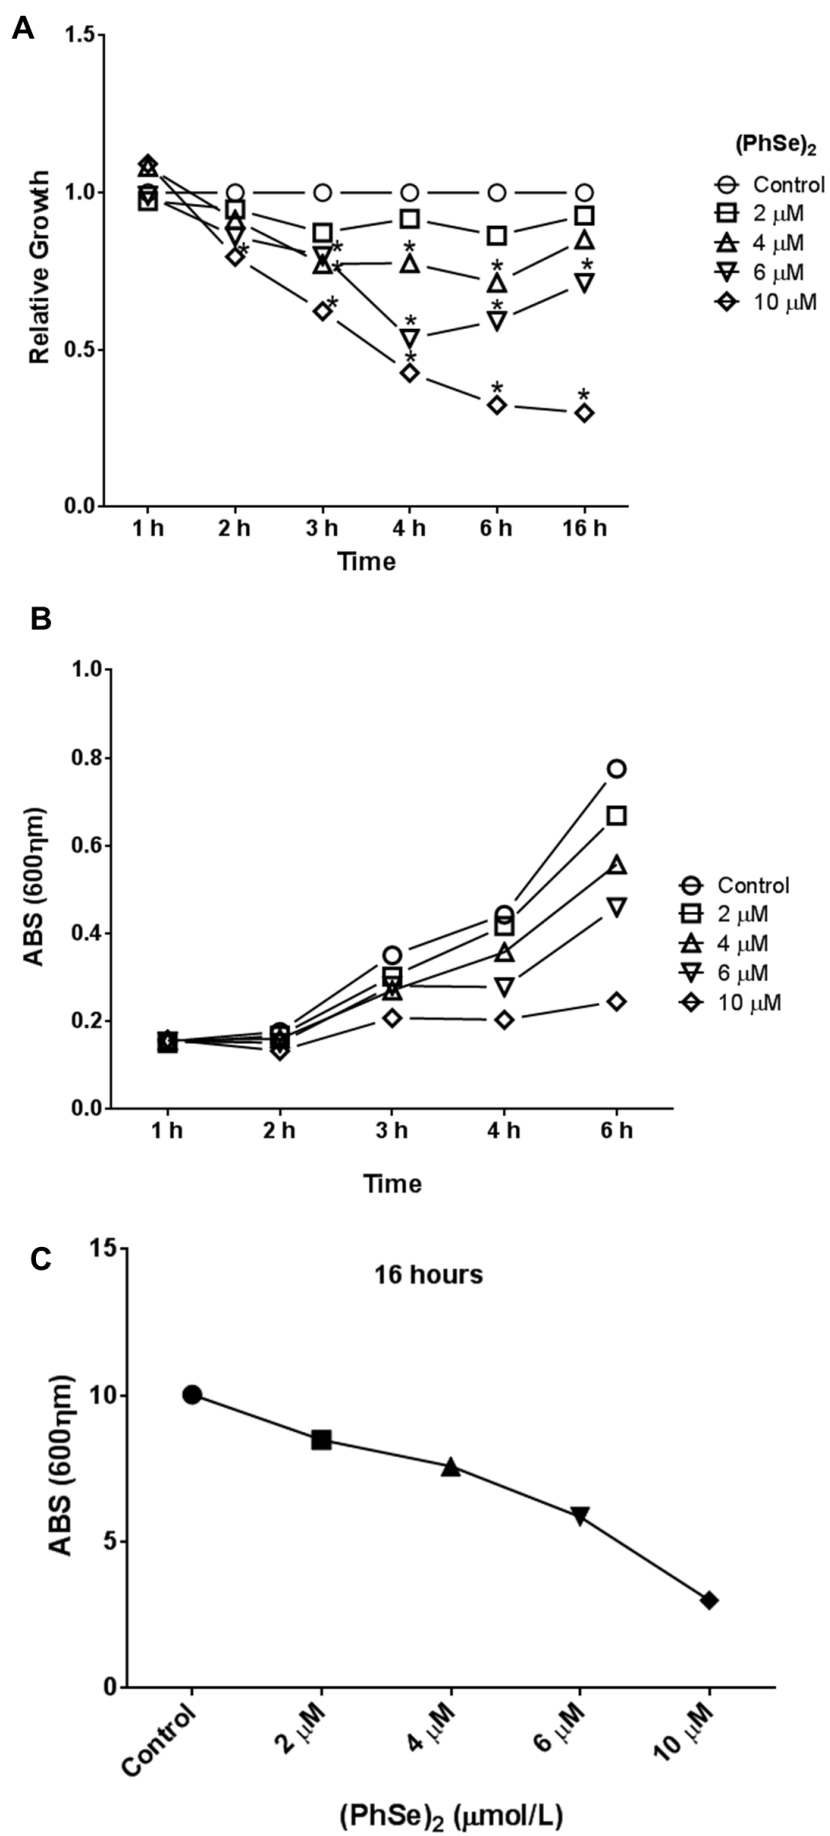 A
1.5
1.0
0.5
0.0
Relative Growth
1 h 2 h 3 h 4 h 6 h 16 h
Time
(PhSe)2
Control
2 µM
4 µM
6 µM
10 µM
* * * * * * * * * * *
B
1.0
0.8
0.6
0.4
0.2
0.0
ABS (600ηm)
1 h 2 h 3 h 4 h 6 h
Time
Control
2 µM
4 µM
6 µM
10 µM
C
16 hours
15
10
5
0
ABS (600ηm)
Control 2 µM 4 µM 6 µM 10 µM
(PhSe)2 (µmol/L)